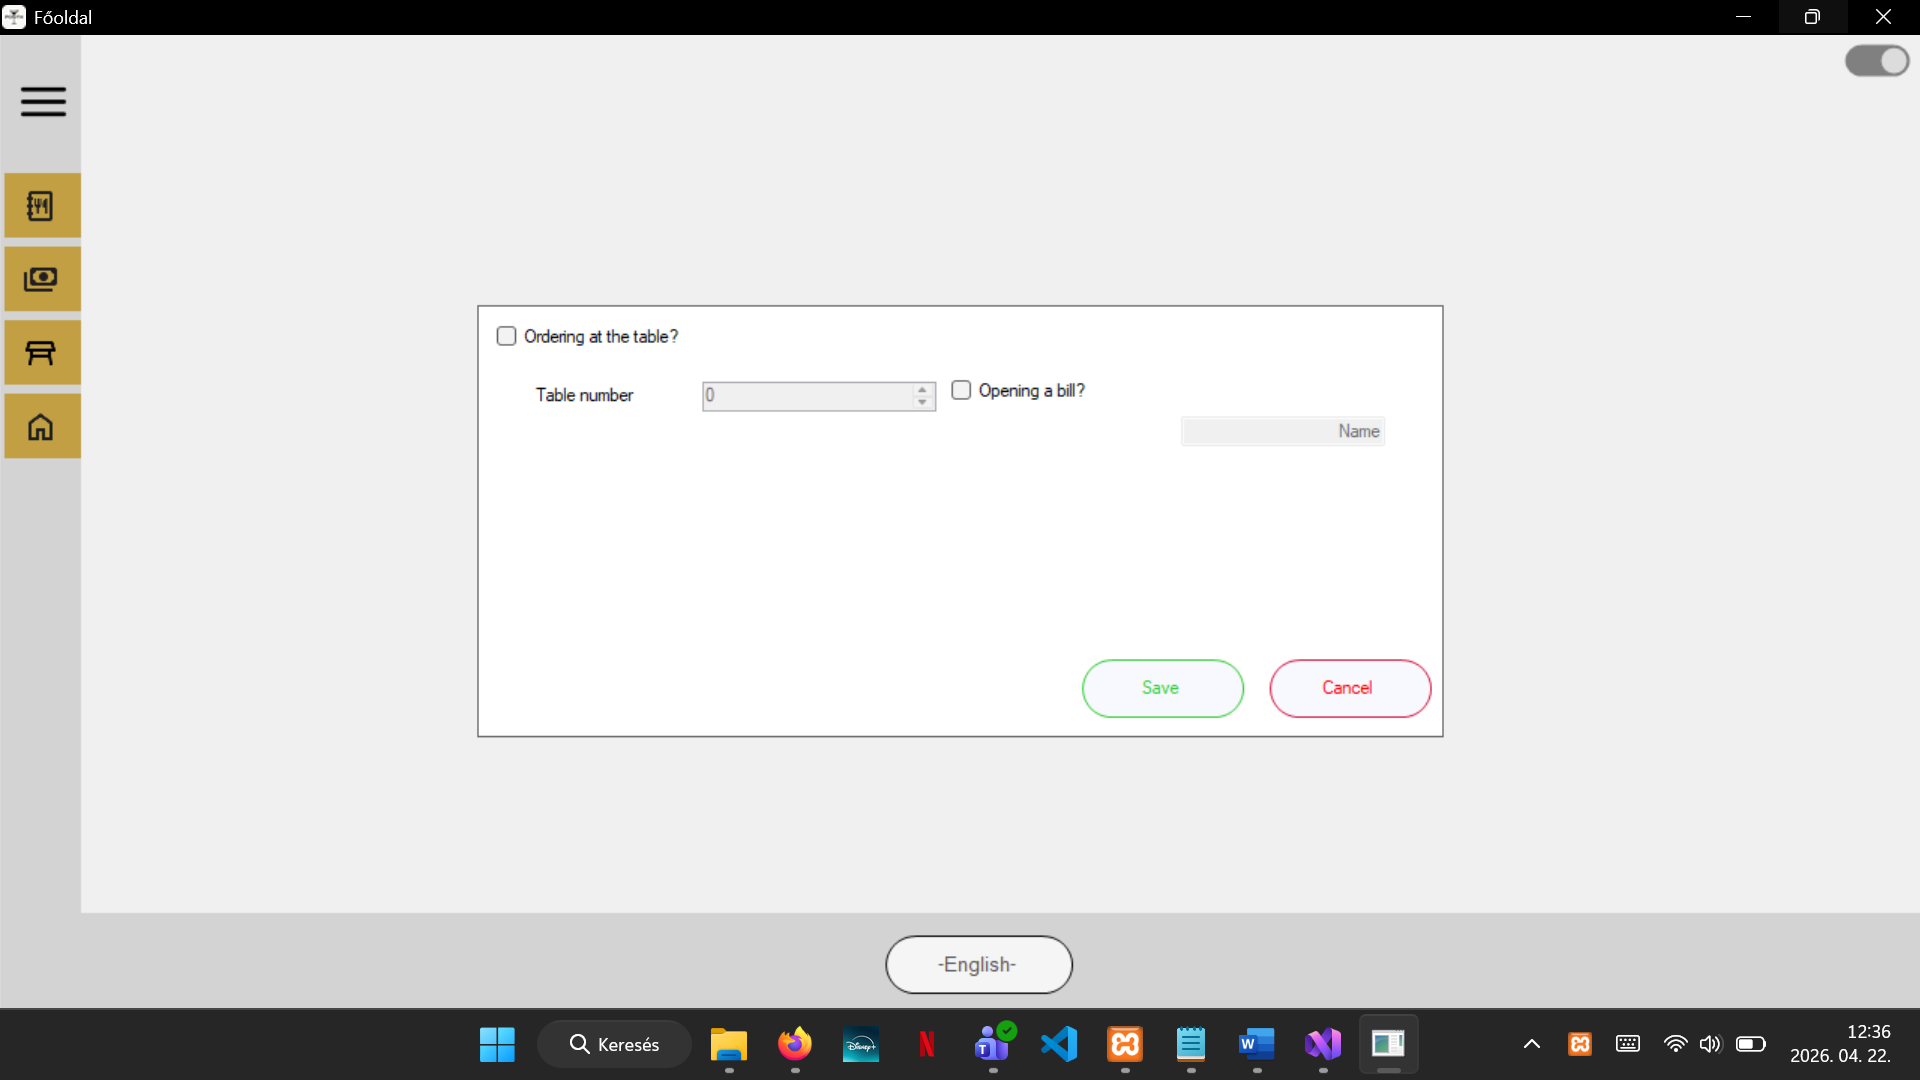 Főoldal
Ordering at the table?
Table number
0
Opening a bill?
Name
Save
Cancel
-English-
Keresés
12:36
2026. 04. 22.